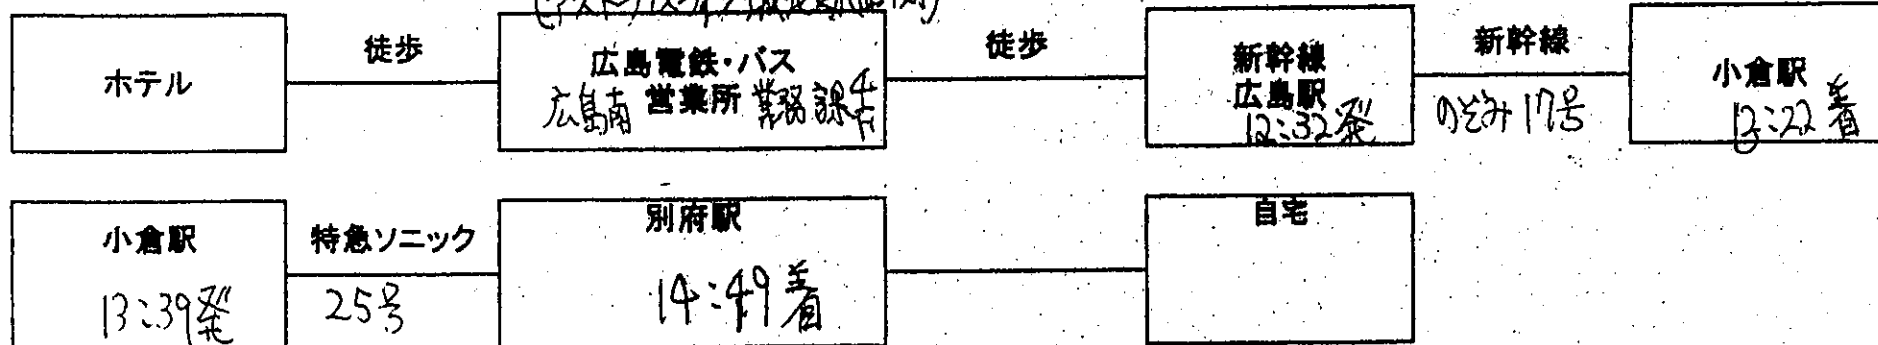 ホテル
徒歩
広島電鉄・バス
広島南 営業所 業務課
徒歩
新幹線
広島駅
12:32発
新幹線
のぞみ 17号
小倉駅
13:22着
小倉駅
13:39発
特急ソニック
25号
別府駅
14:49着
自宅